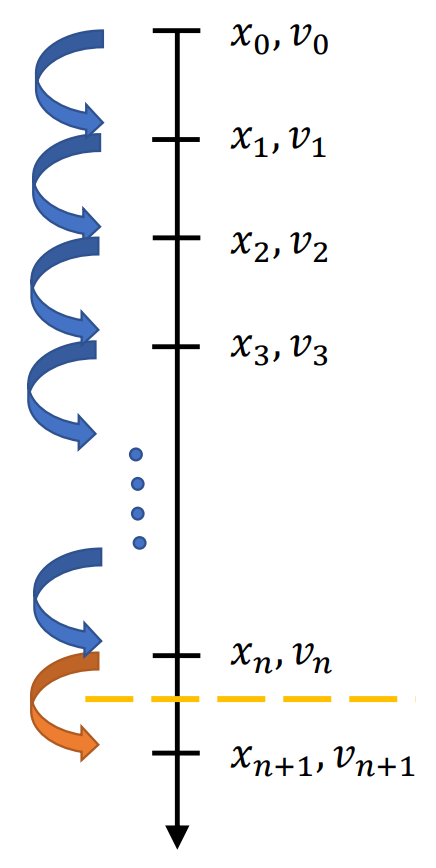 x₀, v₀
x₁, v₁
x₂, v₂
x₃, v₃
xₙ, vₙ
xₙ₊₁, vₙ₊₁